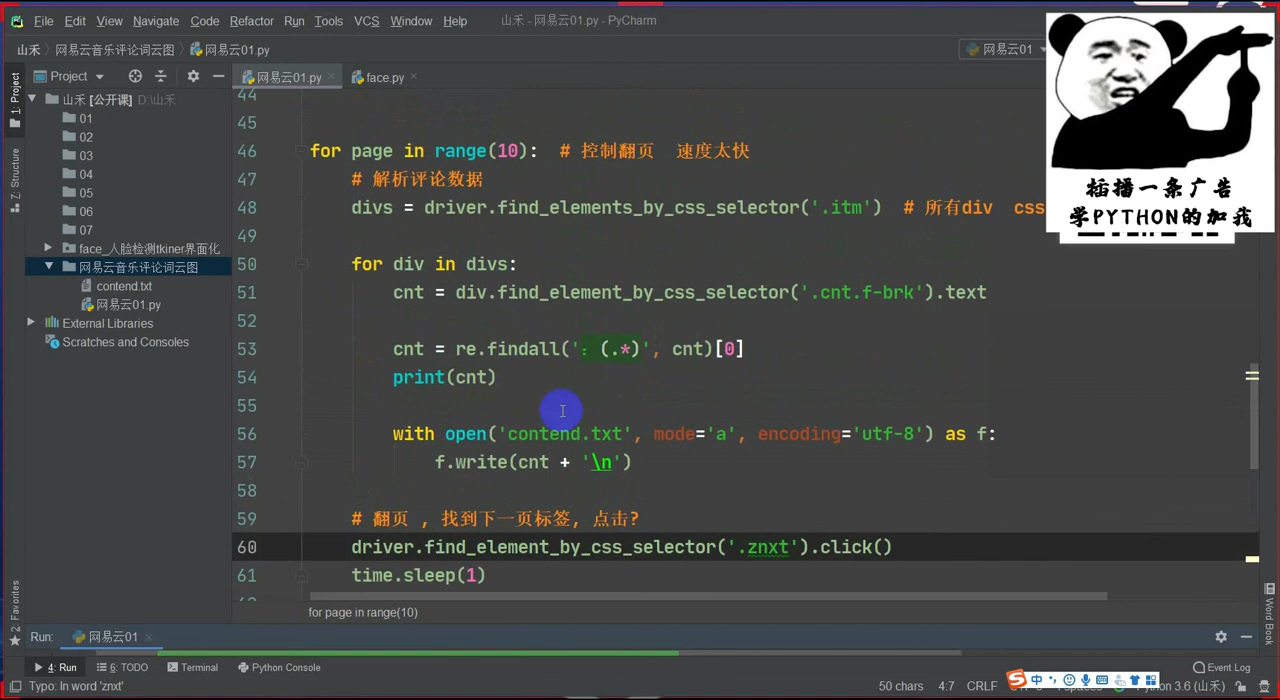 File Edit View Navigate Code Refactor Run Tools VCS Window Help 山禾 - 网易云01.py - PyCharm
山禾 网易云音乐评论词云图 网易云01.py 网易云01
Project 网易云01.py face.py
1: Project
山禾 [公开课] D:\山禾
01
02
03
04
05
06
07
face_人脸检测tkiner界面化
网易云音乐评论词云图
contend.txt
网易云01.py
External Libraries
Scratches and Consoles
Z: Structure
2: Favorites
44
45
46 for page in range(10): # 控制翻页 速度太快
47 # 解析评论数据
48 divs = driver.find_elements_by_css_selector('.itm') # 所有div css
49
50 for div in divs:
51 cnt = div.find_element_by_css_selector('.cnt.f-brk').text
52
53 cnt = re.findall('：(.*)', cnt)[0]
54 print(cnt)
55
56 with open('contend.txt', mode='a', encoding='utf-8') as f:
57 f.write(cnt + '\n')
58
59 # 翻页 ，找到下一页标签, 点击?
60 driver.find_element_by_css_selector('.znxt').click()
61 time.sleep(1)
for page in range(10)
插播一条广告
学PYTHON的加我
Word Book
Run: 网易云01
4: Run 6: TODO Terminal Python Console Event Log
Typo: In word 'znxt' 50 chars 4:7 CRLF Python 3.6 (山禾)
中